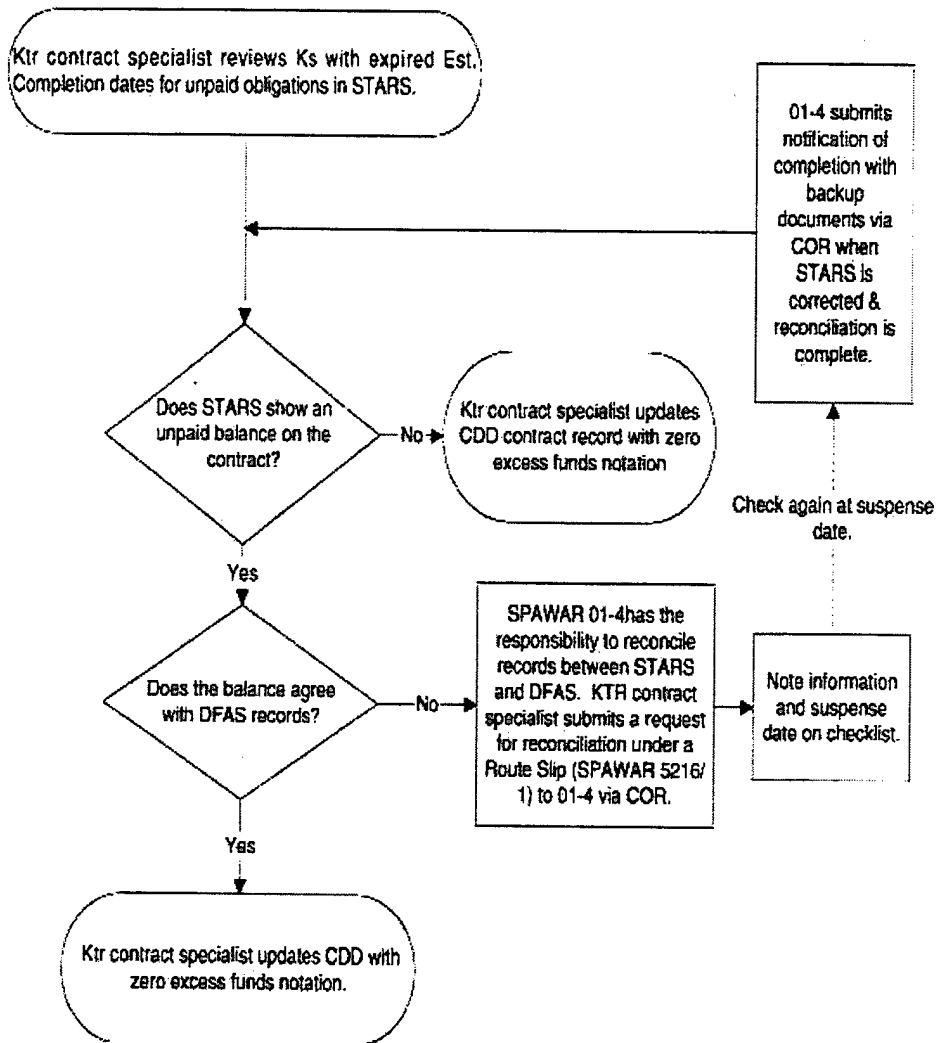 Ktr contract specialist reviews Ks with expired Est.
Completion dates for unpaid obligations in STARS.
01-4 submits
notification of
completion with
backup
documents via
COR when
STARS is
corrected &
reconciliation is
complete.
Does STARS show an
unpaid balance on the
contract?
No
Ktr contract specialist updates
CDD contract record with zero
excess funds notation
Check again at suspense
date.
Yes
Does the balance agree
with DFAS records?
No
SPAWAR 01-4has the
responsibility to reconcile
records between STARS
and DFAS. KTR contract
specialist submits a request
for reconciliation under a
Route Slip (SPAWAR 5216/
1) to 01-4 via COR.
Note information
and suspense
date on checklist.
Yes
Ktr contract specialist updates CDD with
zero excess funds notation.